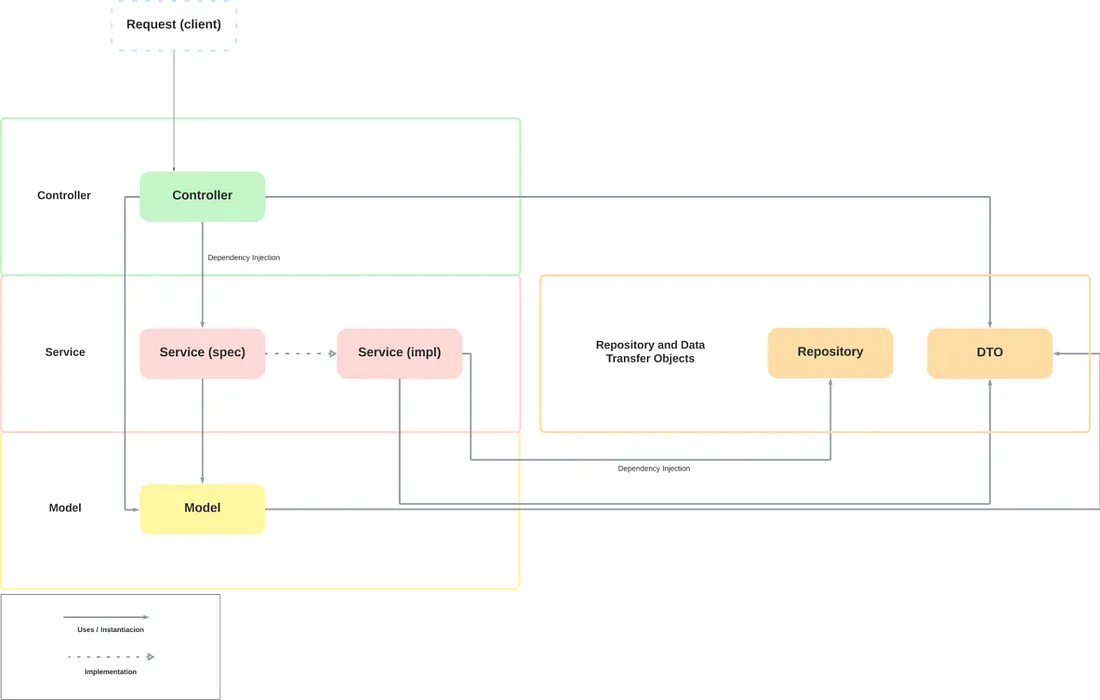 Request (client)
Controller
Controller
Dependency Injection
Service
Service (spec)
Service (impl)
Repository and Data
Transfer Objects
Repository
DTO
Dependency Injection
Model
Model
Uses / Instantiacion
Implementation